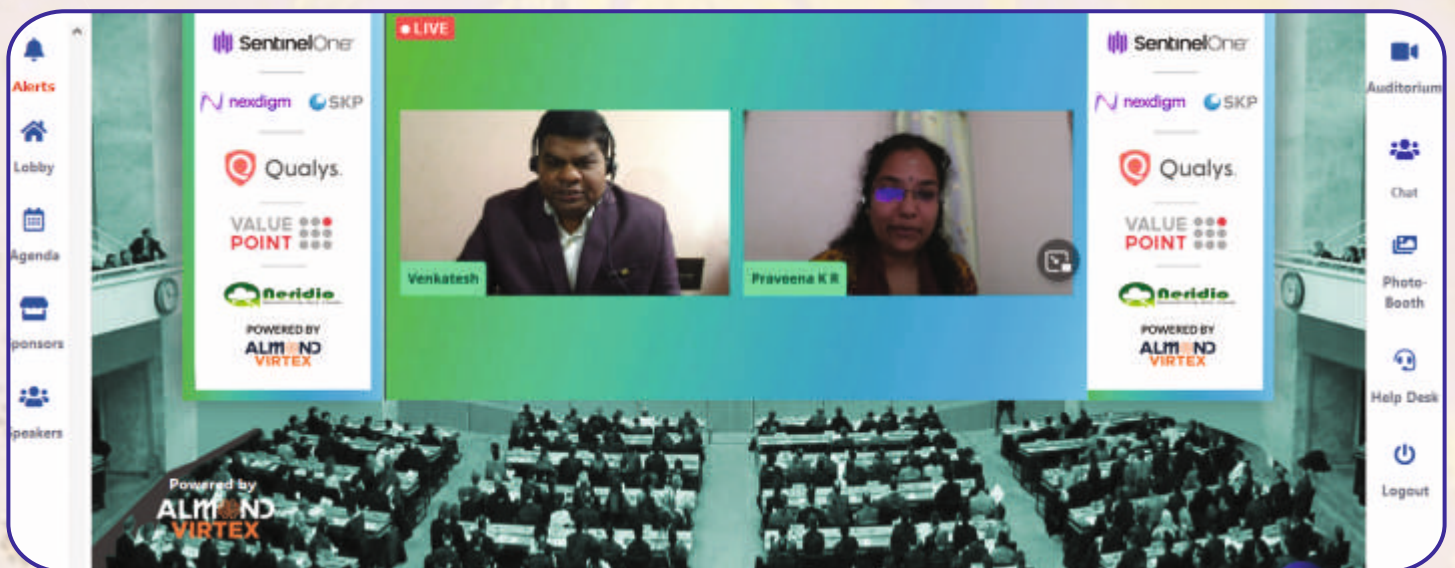 Alerts
Lobby
Agenda
ponsors
peakers
SentinelOne
nexdigm SKP
Qualys.
VALUE
POINT
neridio
POWERED BY
ALMOND
VIRTEX
LIVE
Venkatesh
Praveena K R
SentinelOne
nexdigm SKP
Qualys.
VALUE
POINT
neridio
POWERED BY
ALMOND
VIRTEX
Powered by
ALMOND
VIRTEX
Auditorium
Chat
Photo-
Booth
Help Desk
Logout